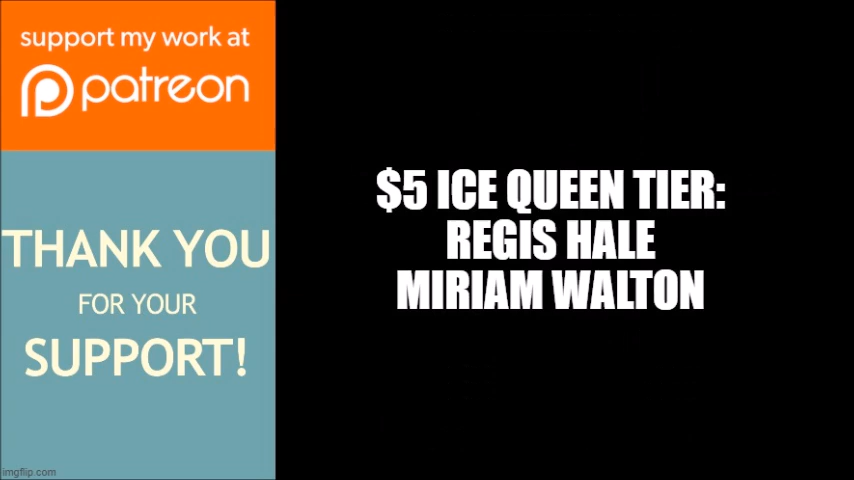 support my work at
patreon
THANK YOU
FOR YOUR
SUPPORT!
$5 ICE QUEEN TIER:
REGIS HALE
MIRIAM WALTON
imgflip.com